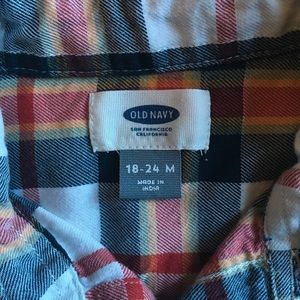 OLD NAVY
SAN FRANCISCO
CALIFORNIA
18-24 M
MADE IN
INDIA